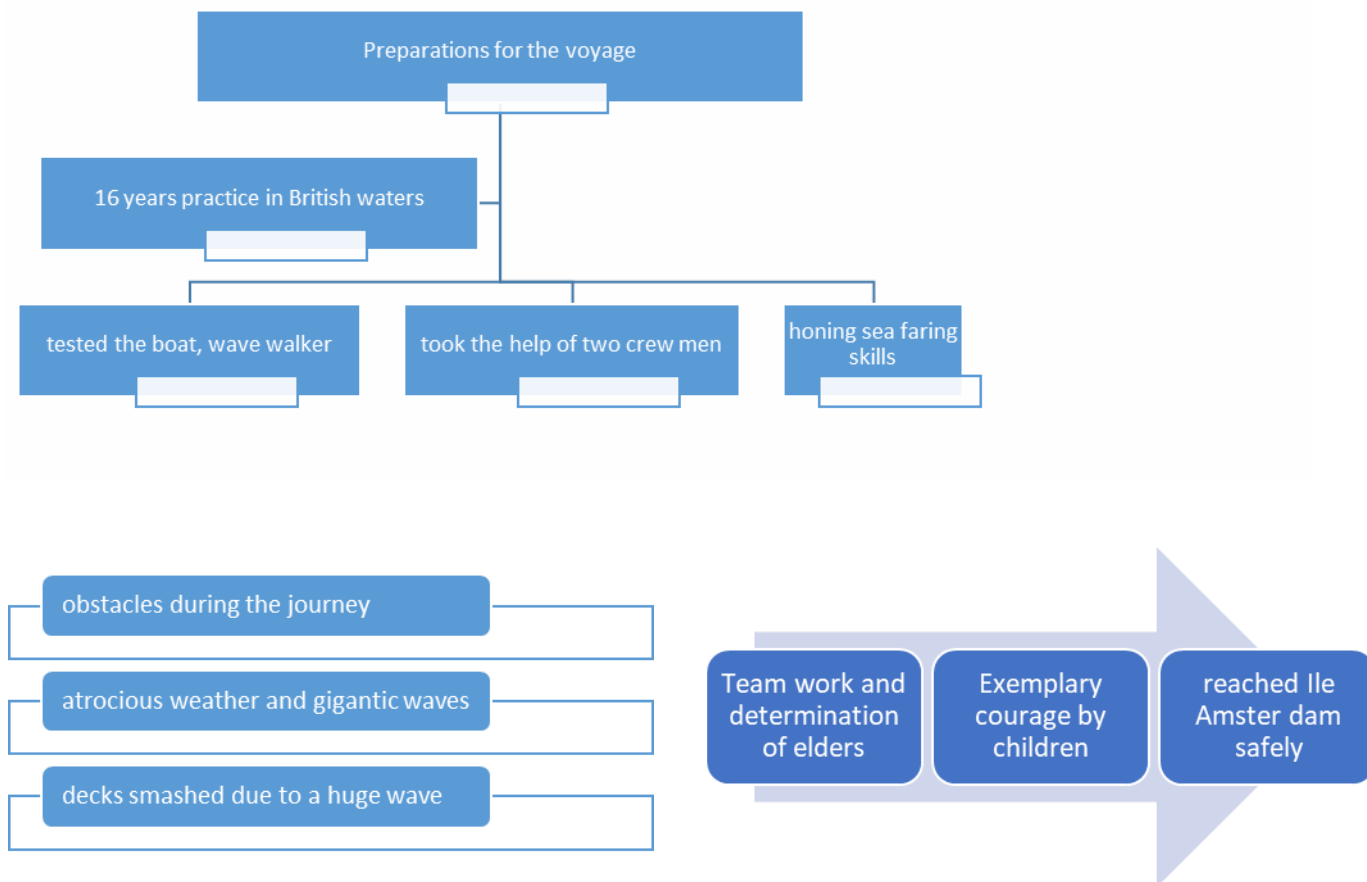 Preparations for the voyage
16 years practice in British waters
tested the boat, wave walker
took the help of two crew men
honing sea faring
skills
obstacles during the journey
atrocious weather and gigantic waves
decks smashed due to a huge wave
Team work and
determination
of elders
Exemplary
courage by
children
reached Ile
Amster dam
safely